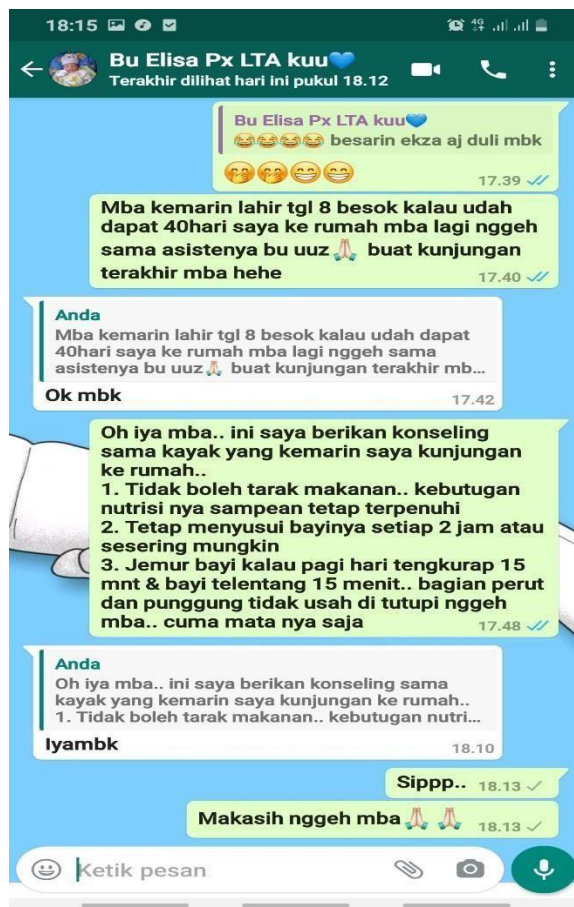 18:15
4G
Bu Elisa Px LTA kuu💙
Terakhir dilihat hari ini pukul 18.12
Bu Elisa Px LTA kuu💙
😂😂😂😂 besarin ekza aj duli mbk
🤭🤭😁😁
17.39
Mba kemarin lahir tgl 8 besok kalau udah
dapat 40hari saya ke rumah mba lagi nggeh
sama asistenya bu uuz🙏🏻 buat kunjungan
terakhir mba hehe
17.40
Anda
Mba kemarin lahir tgl 8 besok kalau udah dapat
40hari saya ke rumah mba lagi nggeh sama
asistenya bu uuz🙏🏻 buat kunjungan terakhir mb...
Ok mbk
17.42
Oh iya mba.. ini saya berikan konseling
sama kayak yang kemarin saya kunjungan
ke rumah..
1. Tidak boleh tarak makanan.. kebutugan
nutrisi nya sampean tetap terpenuhi
2. Tetap menyusui bayinya setiap 2 jam atau
sesering mungkin
3. Jemur bayi kalau pagi hari tengkurap 15
mnt & bayi telentang 15 menit.. bagian perut
dan punggung tidak usah di tutupi nggeh
mba.. cuma mata nya saja
17.48
Anda
Oh iya mba.. ini saya berikan konseling sama
kayak yang kemarin saya kunjungan ke rumah..
1. Tidak boleh tarak makanan.. kebutugan nutri...
Iyambk
18.10
Sippp..
18.13
Makasih nggeh mba🙏🏻 🙏🏻
18.13
Ketik pesan